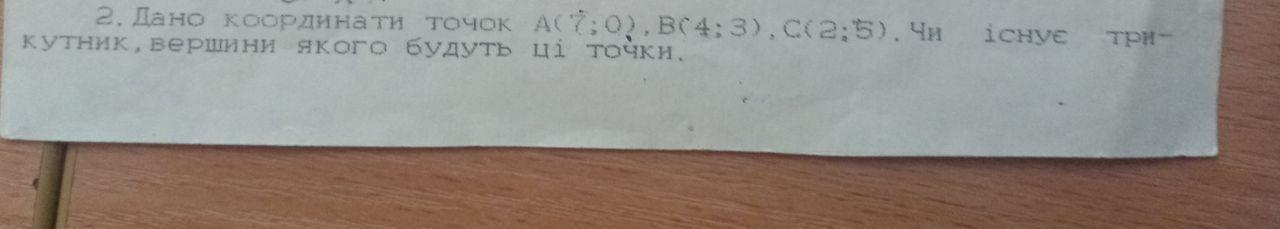 2. Дано координати точок А(7;0), В(4;3), С(2;5). Чи існує три-
кутник, вершини якого будуть ці точки.